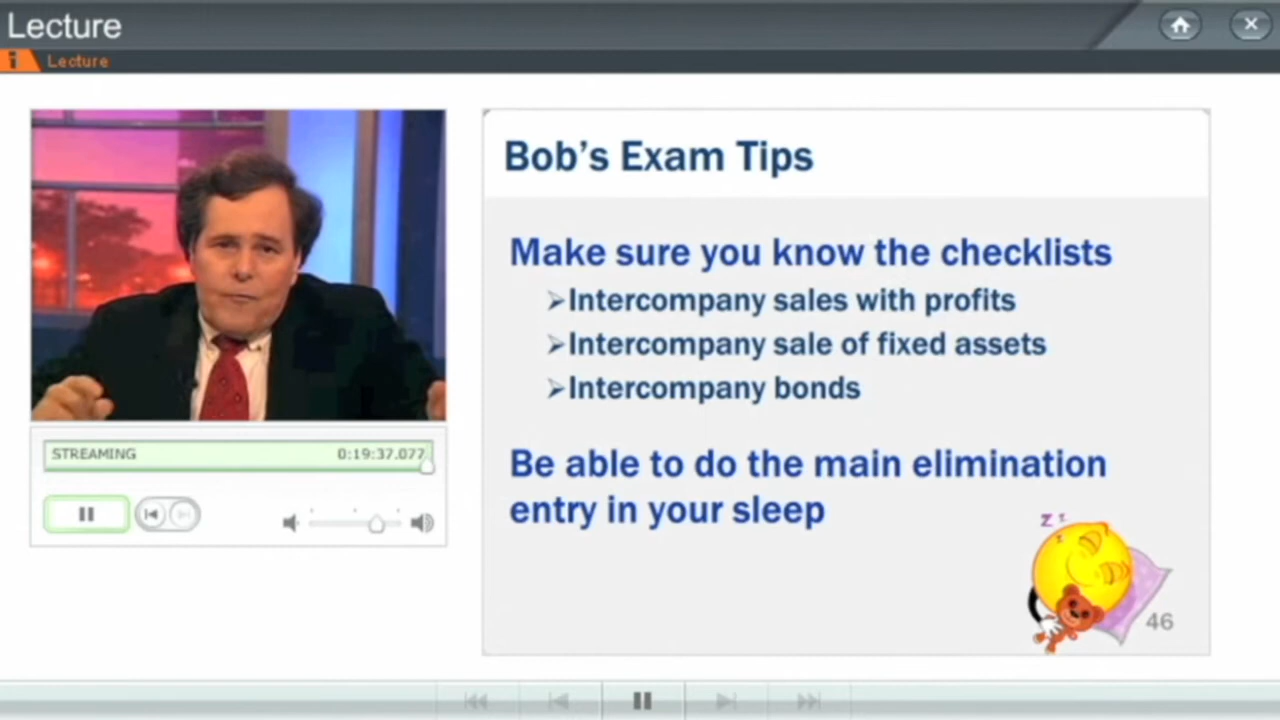 Lecture
i Lecture
Bob's Exam Tips
Make sure you know the checklists
➢Intercompany sales with profits
➢Intercompany sale of fixed assets
➢Intercompany bonds
Be able to do the main elimination
entry in your sleep
z z
z
46
STREAMING 0:19:37.077